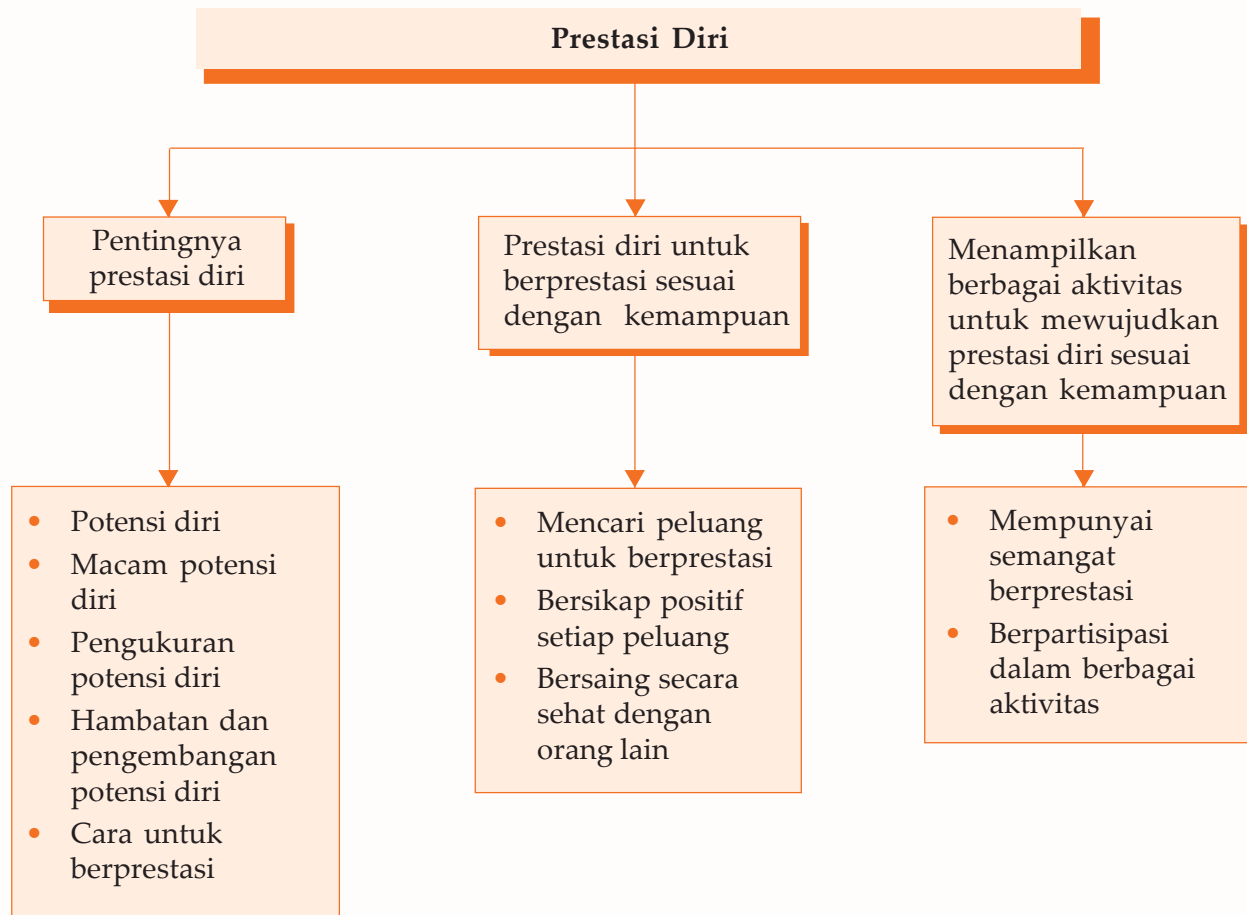 Prestasi Diri
Pentingnya
prestasi diri
Prestasi diri untuk
berprestasi sesuai
dengan kemampuan
Menampilkan
berbagai aktivitas
untuk mewujudkan
prestasi diri sesuai
dengan kemampuan
• Potensi diri
• Macam potensi
diri
• Pengukuran
potensi diri
• Hambatan dan
pengembangan
potensi diri
• Cara untuk
berprestasi
• Mencari peluang
untuk berprestasi
• Bersikap positif
setiap peluang
• Bersaing secara
sehat dengan
orang lain
• Mempunyai
semangat
berprestasi
• Berpartisipasi
dalam berbagai
aktivitas